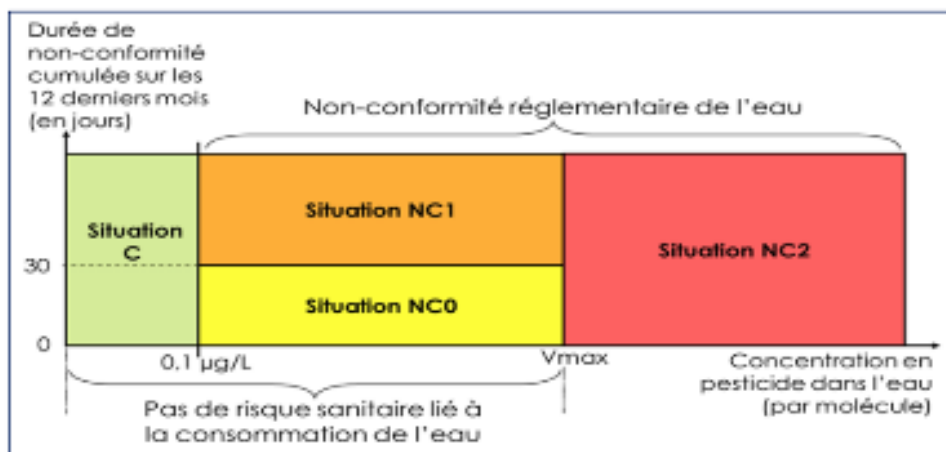 Durée de
non-conformité
cumulée sur les
12 derniers mois
(en jours)
Non-conformité réglementaire de l'eau
Situation NC1
Situation
C
Situation NC2
30
Situation NC0
0
0.1 µg/L
Vmax
Concentration en
pesticide dans l'eau
(par molécule)
Pas de risque sanitaire lié à
la consommation de l'eau